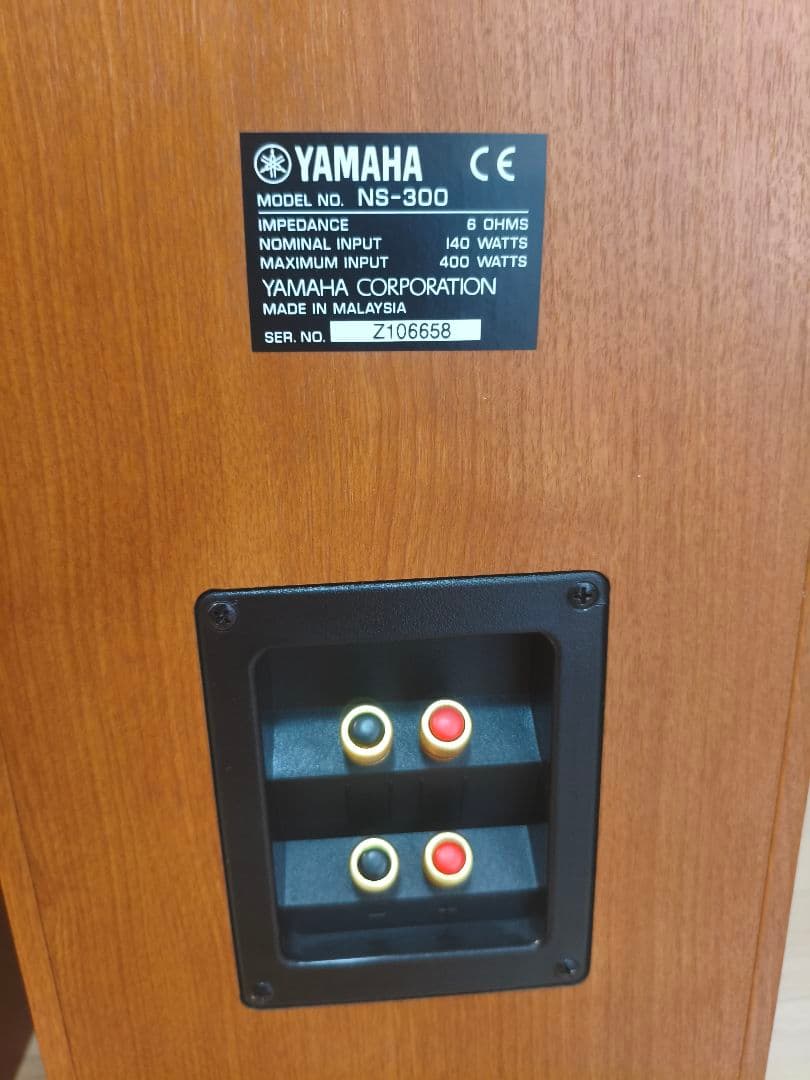 YAMAHA CE
MODEL NO. NS-300
IMPEDANCE 6 OHMS
NOMINAL INPUT 140 WATTS
MAXIMUM INPUT 400 WATTS
YAMAHA CORPORATION
MADE IN MALAYSIA
SER. NO. Z106658
- +